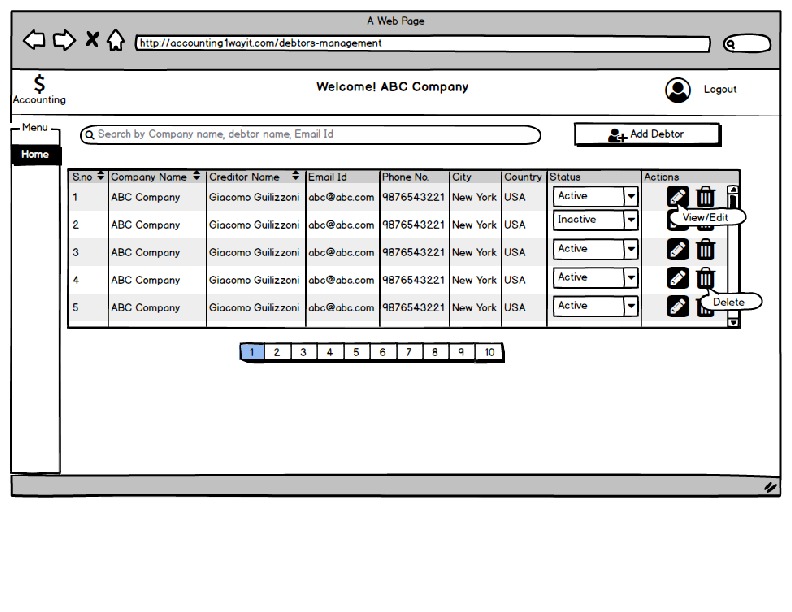 A Web Page
http://accounting1wayit.com/debtors-management
$
Accounting
Welcome! ABC Company
Logout
Menu
Home
Search by Company name, debtor name, Email Id
Add Debtor
S.no Company Name Creditor Name Email Id Phone No. City Country Status Actions
1 ABC Company Giacomo Guilizzoni abc@abc.com 9876543221 New York USA Active
View/Edit
2 ABC Company Giacomo Guilizzoni abc@abc.com 9876543221 New York USA Inactive
3 ABC Company Giacomo Guilizzoni abc@abc.com 9876543221 New York USA Active
4 ABC Company Giacomo Guilizzoni abc@abc.com 9876543221 New York USA Active
Delete
5 ABC Company Giacomo Guilizzoni abc@abc.com 9876543221 New York USA Active
1 2 3 4 5 6 7 8 9 10